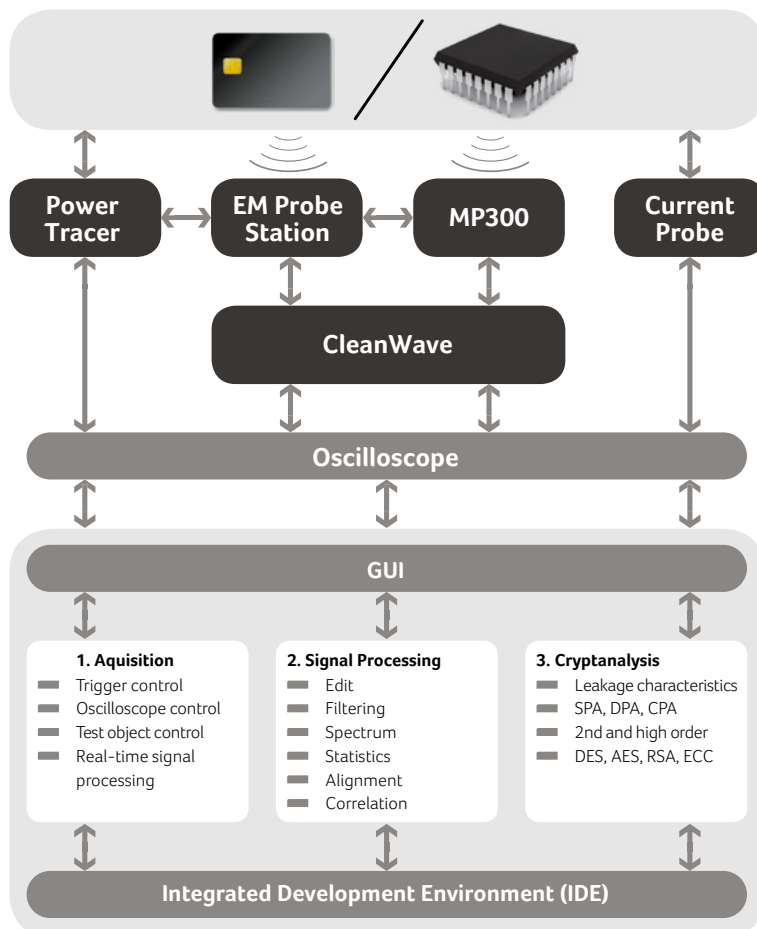 Power
Tracer
EM Probe
Station
MP300
Current
Probe
CleanWave
Oscilloscope
GUI
1. Aquisition
Trigger control
Oscilloscope control
Test object control
Real-time signal
processing
2. Signal Processing
Edit
Filtering
Spectrum
Statistics
Alignment
Correlation
3. Cryptanalysis
Leakage characteristics
SPA, DPA, CPA
2nd and high order
DES, AES, RSA, ECC
Integrated Development Environment (IDE)